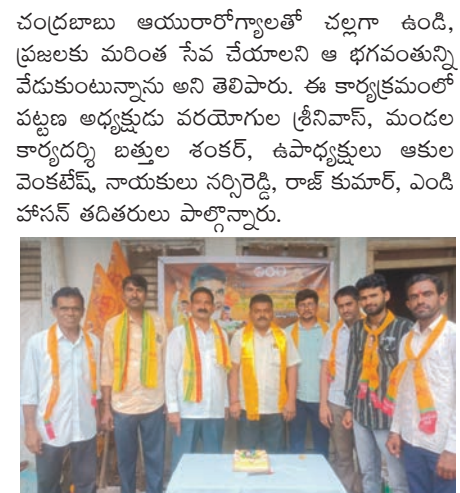 చంద్రబాబు ఆయురారోగ్యాలతో చల్లగా ఉండి,
ప్రజలకు మరింత సేవ చేయాలని ఆ భగవంతున్ని
వేడుకుంటున్నాను అని తెలిపారు. ఈ కార్యక్రమంలో
పట్టణ అధ్యక్షుడు వరయోగుల శ్రీనివాస్, మండల
కార్యదర్శి బత్తుల శంకర్, ఉపాధ్యక్షులు ఆకుల
వెంకటేష్, నాయకులు నర్సిరెడ్డి, రాజ్ కుమార్, ఎండి
హాసన్ తదితరులు పాల్గొన్నారు.